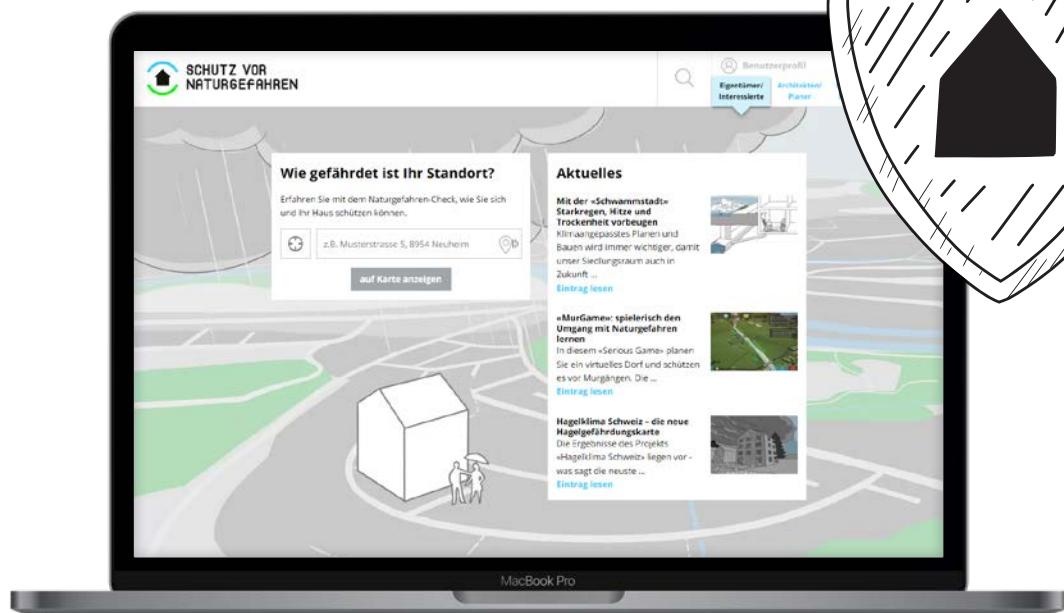 SCHUTZ VOR
NATURGEFAHREN
Benutzerprofil
Eigentümer/
Interessierte
Architekten/
Planer
Wie gefährdet ist Ihr Standort?
Erfahren Sie mit dem Naturgefahren-Check, wie Sie sich
und Ihr Haus schützen können.
z.B. Musterstrasse 5, 8954 Neuheim
auf Karte anzeigen
Aktuelles
Mit der «Schwammstadt»
Starkregen, Hitze und
Trockenheit vorbeugen
Klimaangepasstes Planen und
Bauen wird immer wichtiger, damit
unser Siedlungsraum auch in
Zukunft ...
Eintrag lesen
«MurGame»: spielerisch den
Umgang mit Naturgefahren
lernen
In diesem «Serious Game» planen
Sie ein virtuelles Dorf und schützen
es vor Murgängen. Die ...
Eintrag lesen
Hagelklima Schweiz – die neue
Hagelgefährdungskarte
Die Ergebnisse des Projekts
«Hagelklima Schweiz» liegen vor -
was sagt die neuste ...
Eintrag lesen
MacBook Pro